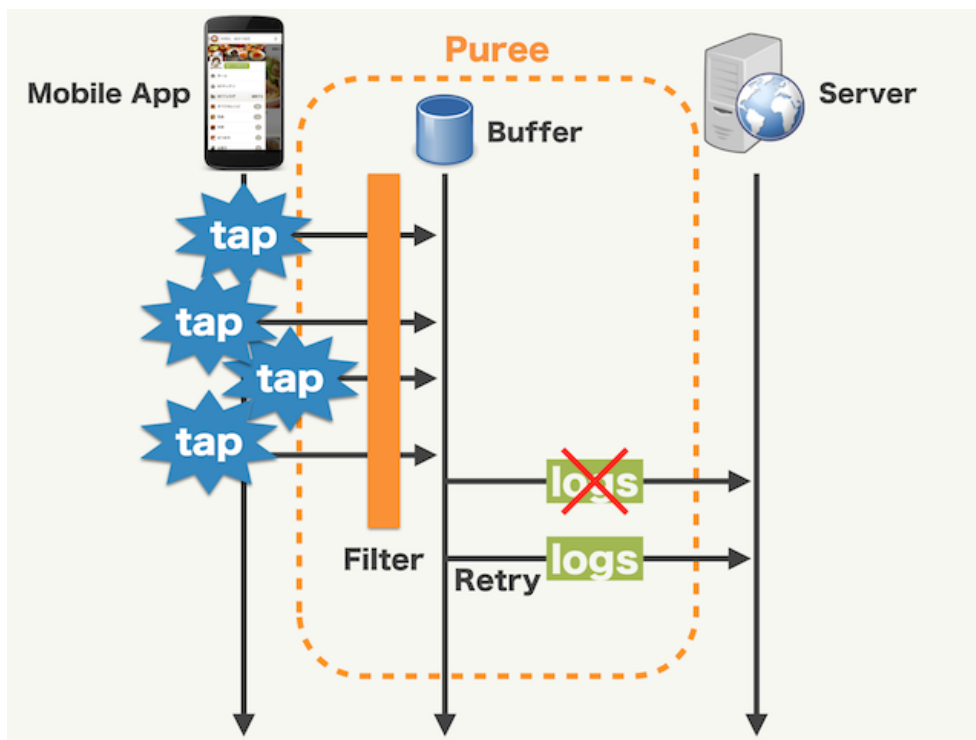 Puree
Mobile App
Buffer
Server
tap
tap
tap
tap
logs
Filter
Retry
logs